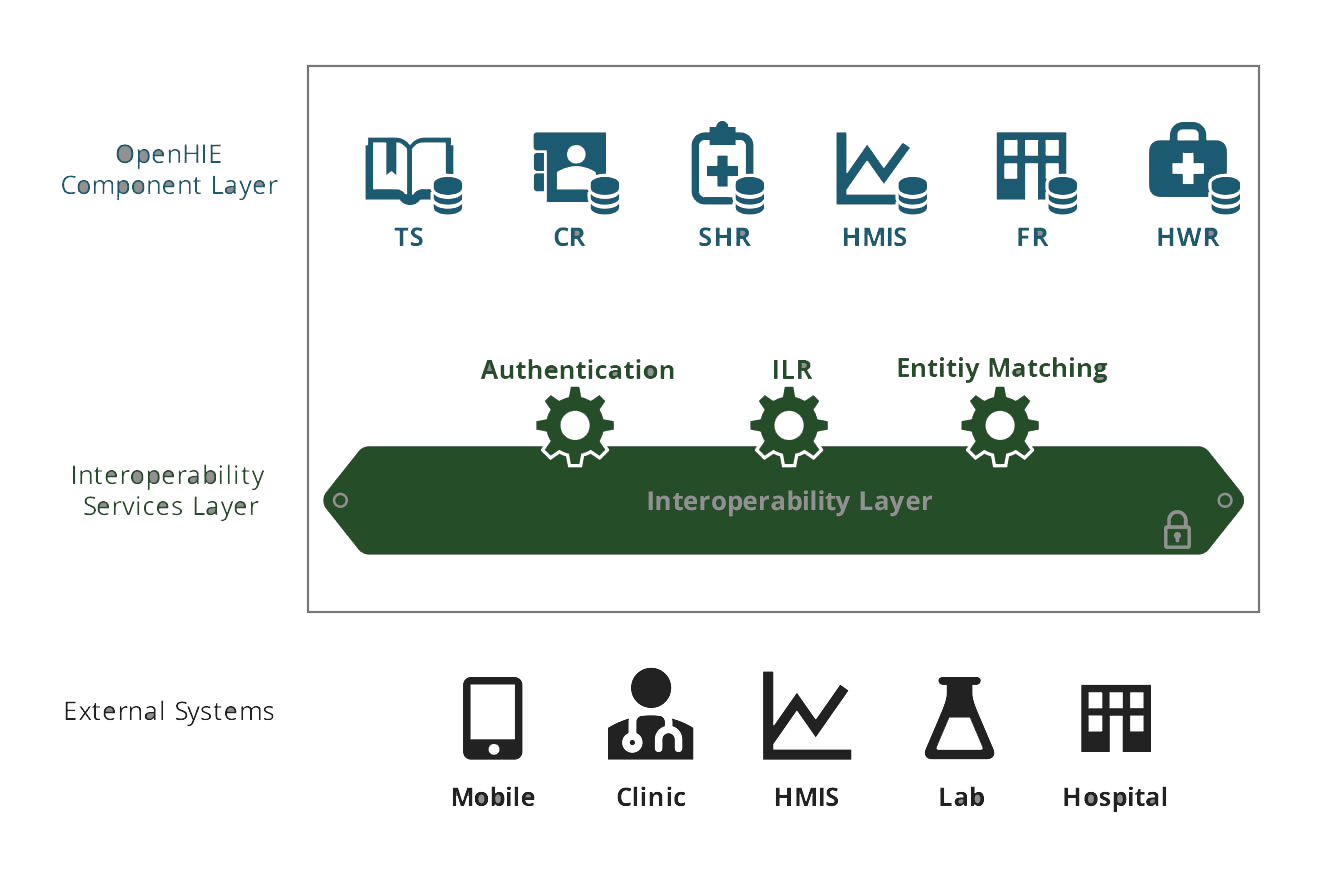 OpenHIE
Component Layer
TS
CR
SHR
HMIS
FR
HWR
Authentication
ILR
Entitiy Matching
Interoperability
Services Layer
Interoperability Layer
External Systems
Mobile
Clinic
HMIS
Lab
Hospital